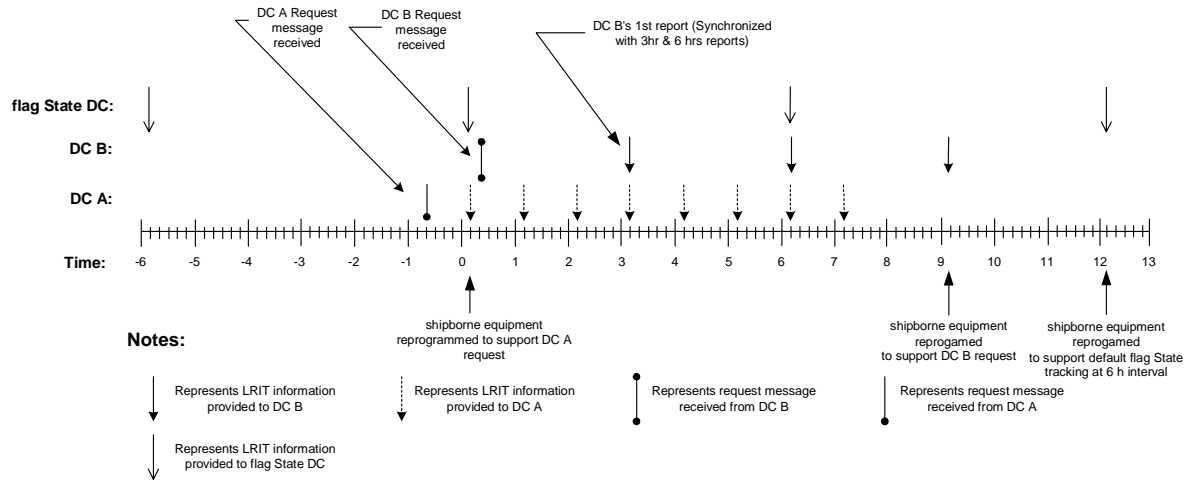 DC A Request
message
received
DC B Request
message
received
DC B's 1st report (Synchronized
with 3hr & 6 hrs reports)
flag State DC:
DC B:
DC A:
Time:
-6 -5 -4 -3 -2 -1 0 1 2 3 4 5 6 7 8 9 10 11 12 13
shipborne equipment
reprogrammed to support DC A
request
shipborne equipment
reprogamed
to support DC B request
shipborne equipment
reprogamed
to support default flag State
tracking at 6 h interval
Notes:
Represents LRIT information
provided to DC B
Represents LRIT information
provided to DC A
Represents request message
received from DC B
Represents request message
received from DC A
Represents LRIT information
provided to flag State DC